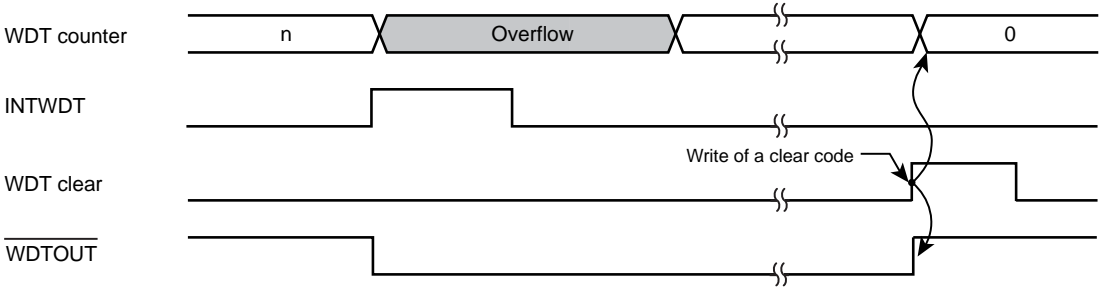 WDT counter
n
Overflow
0
INTWDT
Write of a clear code
WDT clear
WDTOUT